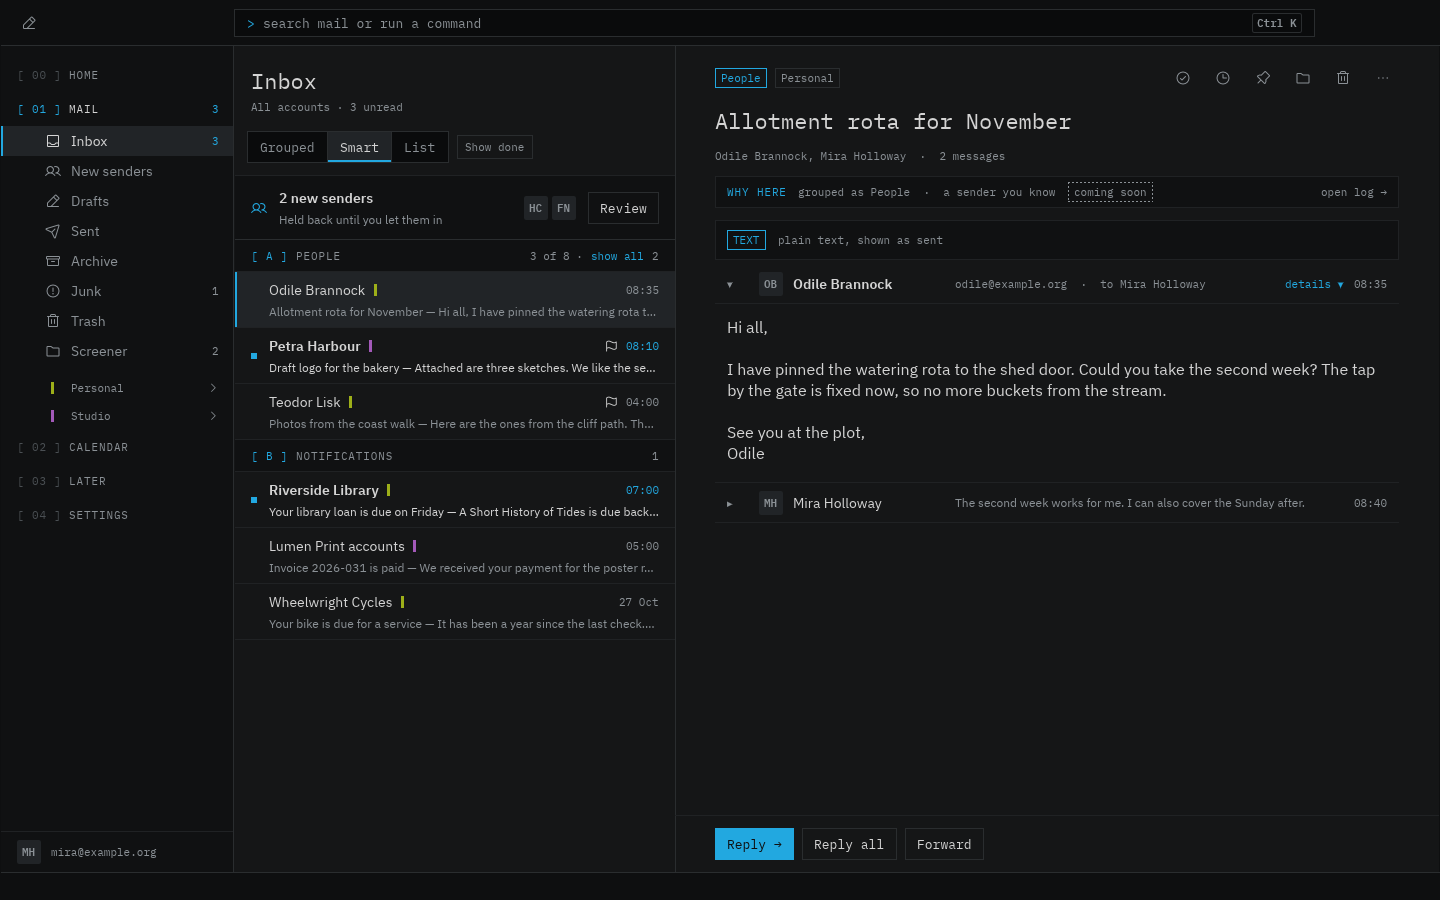 > search mail or run a command
Ctrl K
[ 00 ] HOME
[ 01 ] MAIL 3
Inbox 3
New senders
Drafts
Sent
Archive
Junk 1
Trash
Screener 2
Personal
Studio
[ 02 ] CALENDAR
[ 03 ] LATER
[ 04 ] SETTINGS
MH mira@example.org
Inbox
All accounts · 3 unread
Grouped Smart List Show done
2 new senders
Held back until you let them in
HC FN Review
[ A ] PEOPLE 3 of 8 · show all 2
Odile Brannock 08:35
Allotment rota for November — Hi all, I have pinned the watering rota t…
Petra Harbour 08:10
Draft logo for the bakery — Attached are three sketches. We like the se…
Teodor Lisk 04:00
Photos from the coast walk — Here are the ones from the cliff path. Th…
[ B ] NOTIFICATIONS 1
Riverside Library 07:00
Your library loan is due on Friday — A Short History of Tides is due back…
Lumen Print accounts 05:00
Invoice 2026-031 is paid — We received your payment for the poster r…
Wheelwright Cycles 27 Oct
Your bike is due for a service — It has been a year since the last check.…
People Personal
Allotment rota for November
Odile Brannock, Mira Holloway · 2 messages
WHY HERE grouped as People · a sender you know coming soon open log →
TEXT plain text, shown as sent
▾ OB Odile Brannock odile@example.org · to Mira Holloway details ▾ 08:35
Hi all,
I have pinned the watering rota to the shed door. Could you take the second week? The tap
by the gate is fixed now, so no more buckets from the stream.
See you at the plot,
Odile
▸ MH Mira Holloway The second week works for me. I can also cover the Sunday after. 08:40
Reply → Reply all Forward